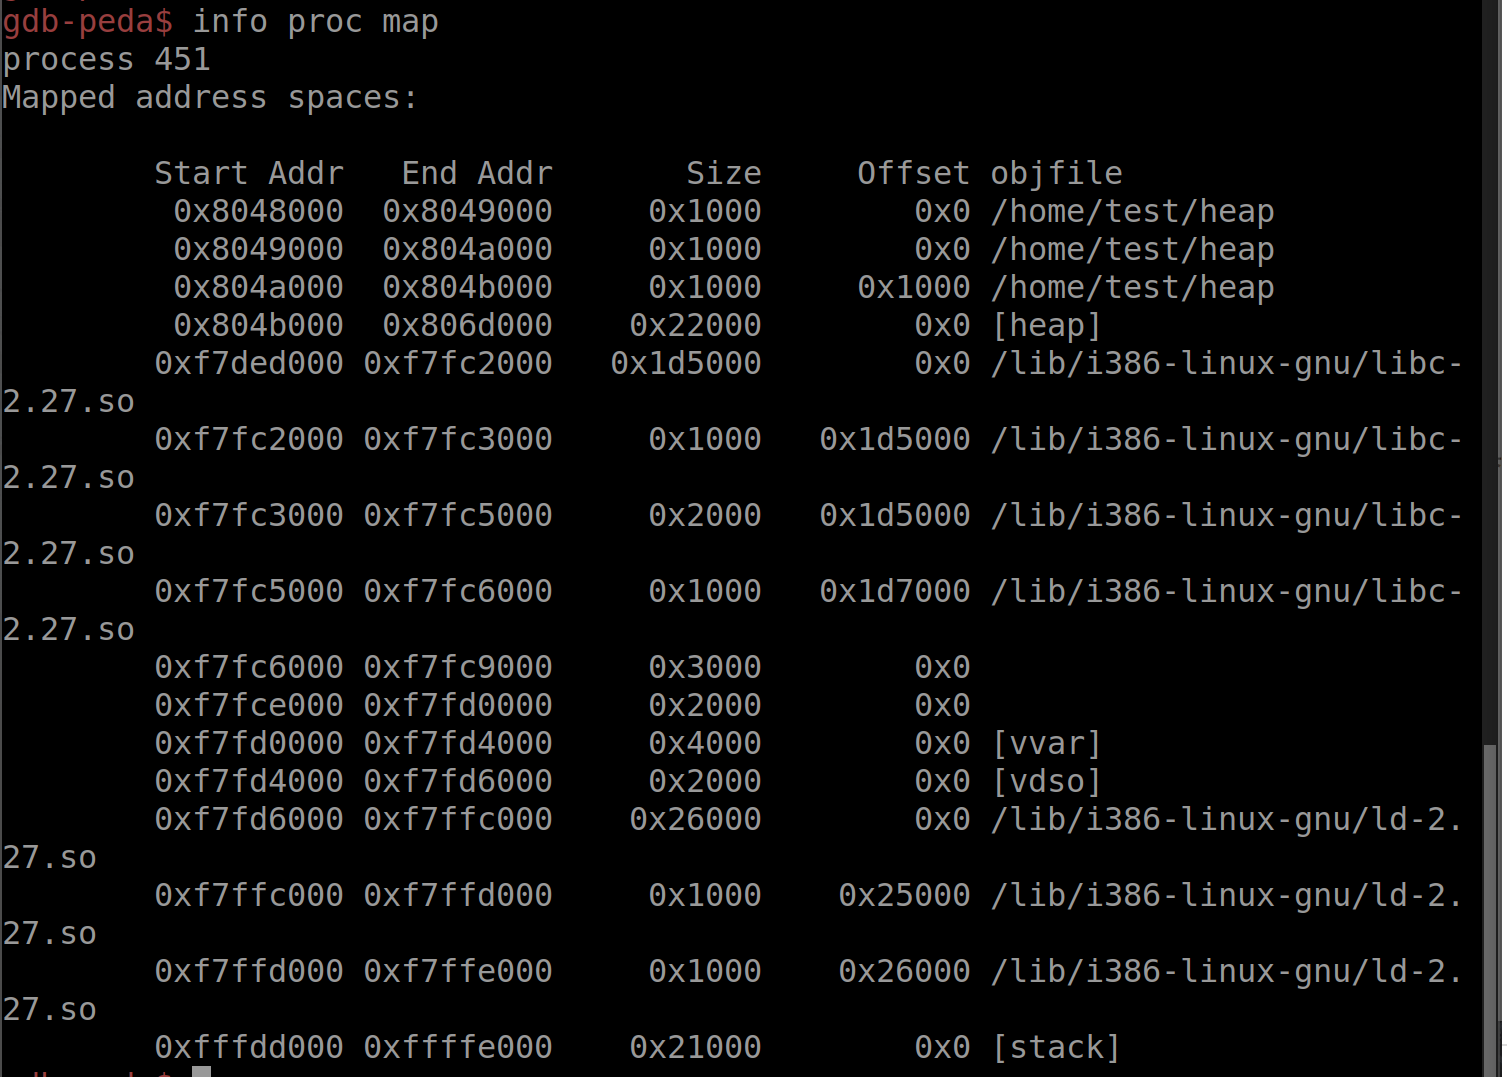 gdb-peda$ info proc map
process 451
Mapped address spaces:
Start Addr   End Addr       Size     Offset objfile
0x8048000  0x8049000     0x1000        0x0 /home/test/heap
0x8049000  0x804a000     0x1000        0x0 /home/test/heap
0x804a000  0x804b000     0x1000     0x1000 /home/test/heap
0x804b000  0x806d000    0x22000        0x0 [heap]
0xf7ded000 0xf7fc2000   0x1d5000        0x0 /lib/i386-linux-gnu/libc-
2.27.so
0xf7fc2000 0xf7fc3000     0x1000   0x1d5000 /lib/i386-linux-gnu/libc-
2.27.so
0xf7fc3000 0xf7fc5000     0x2000   0x1d5000 /lib/i386-linux-gnu/libc-
2.27.so
0xf7fc5000 0xf7fc6000     0x1000   0x1d7000 /lib/i386-linux-gnu/libc-
2.27.so
0xf7fc6000 0xf7fc9000     0x3000        0x0
0xf7fce000 0xf7fd0000     0x2000        0x0
0xf7fd0000 0xf7fd4000     0x4000        0x0 [vvar]
0xf7fd4000 0xf7fd6000     0x2000        0x0 [vdso]
0xf7fd6000 0xf7ffc000    0x26000        0x0 /lib/i386-linux-gnu/ld-2.
27.so
0xf7ffc000 0xf7ffd000     0x1000    0x25000 /lib/i386-linux-gnu/ld-2.
27.so
0xf7ffd000 0xf7ffe000     0x1000    0x26000 /lib/i386-linux-gnu/ld-2.
27.so
0xfffdd000 0xffffe000    0x21000        0x0 [stack]